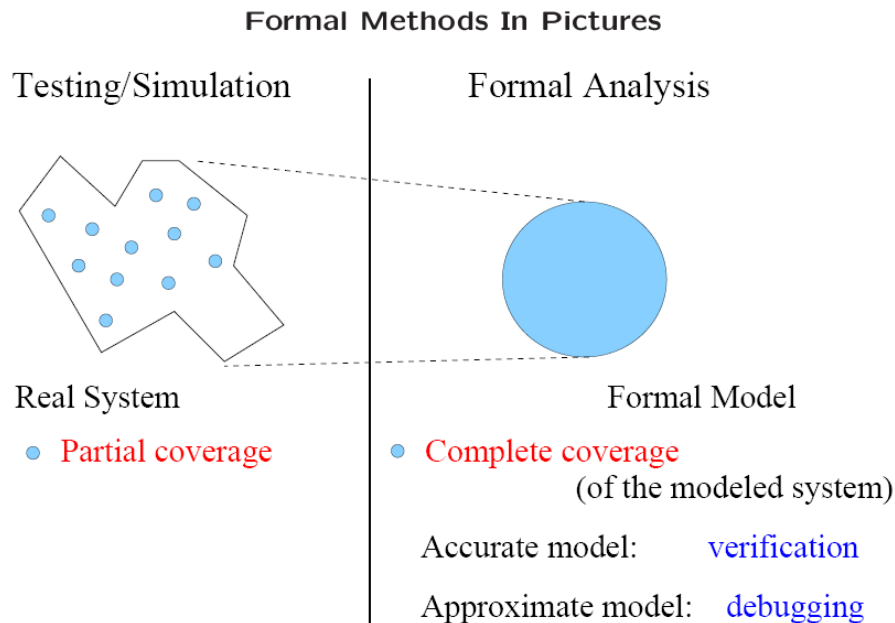 Formal Methods In Pictures
Testing/Simulation
Formal Analysis
Real System
Partial coverage
Formal Model
Complete coverage
(of the modeled system)
Accurate model: verification
Approximate model: debugging